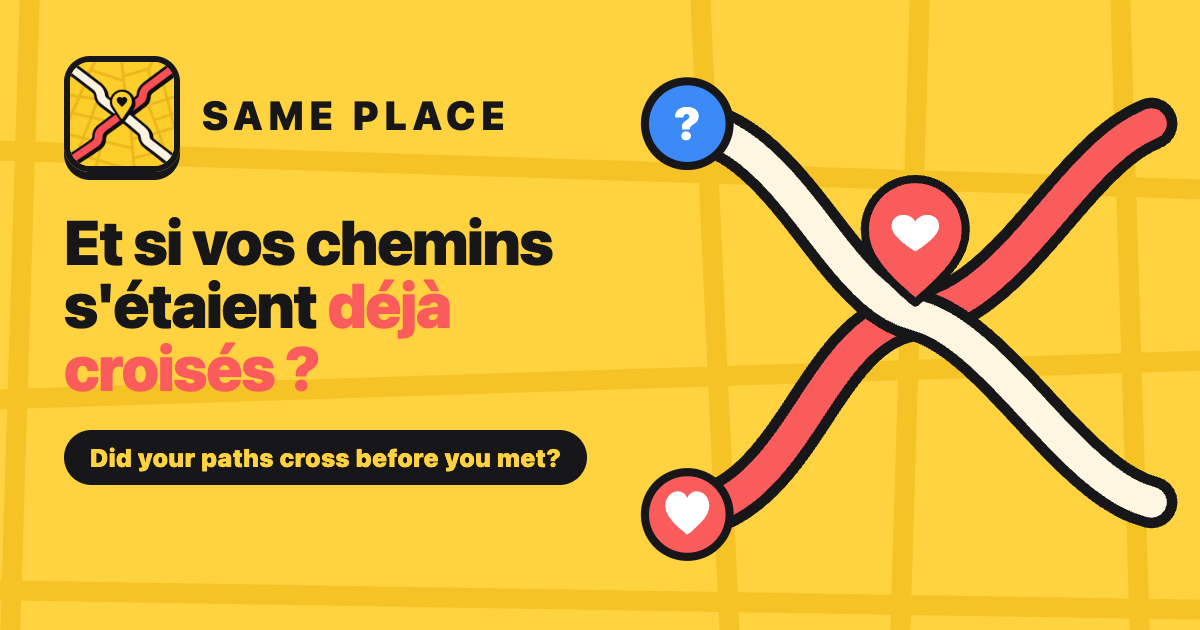 SAME PLACE
?
Et si vos chemins
s'étaient déjà
croisés ?
Did your paths cross before you met?